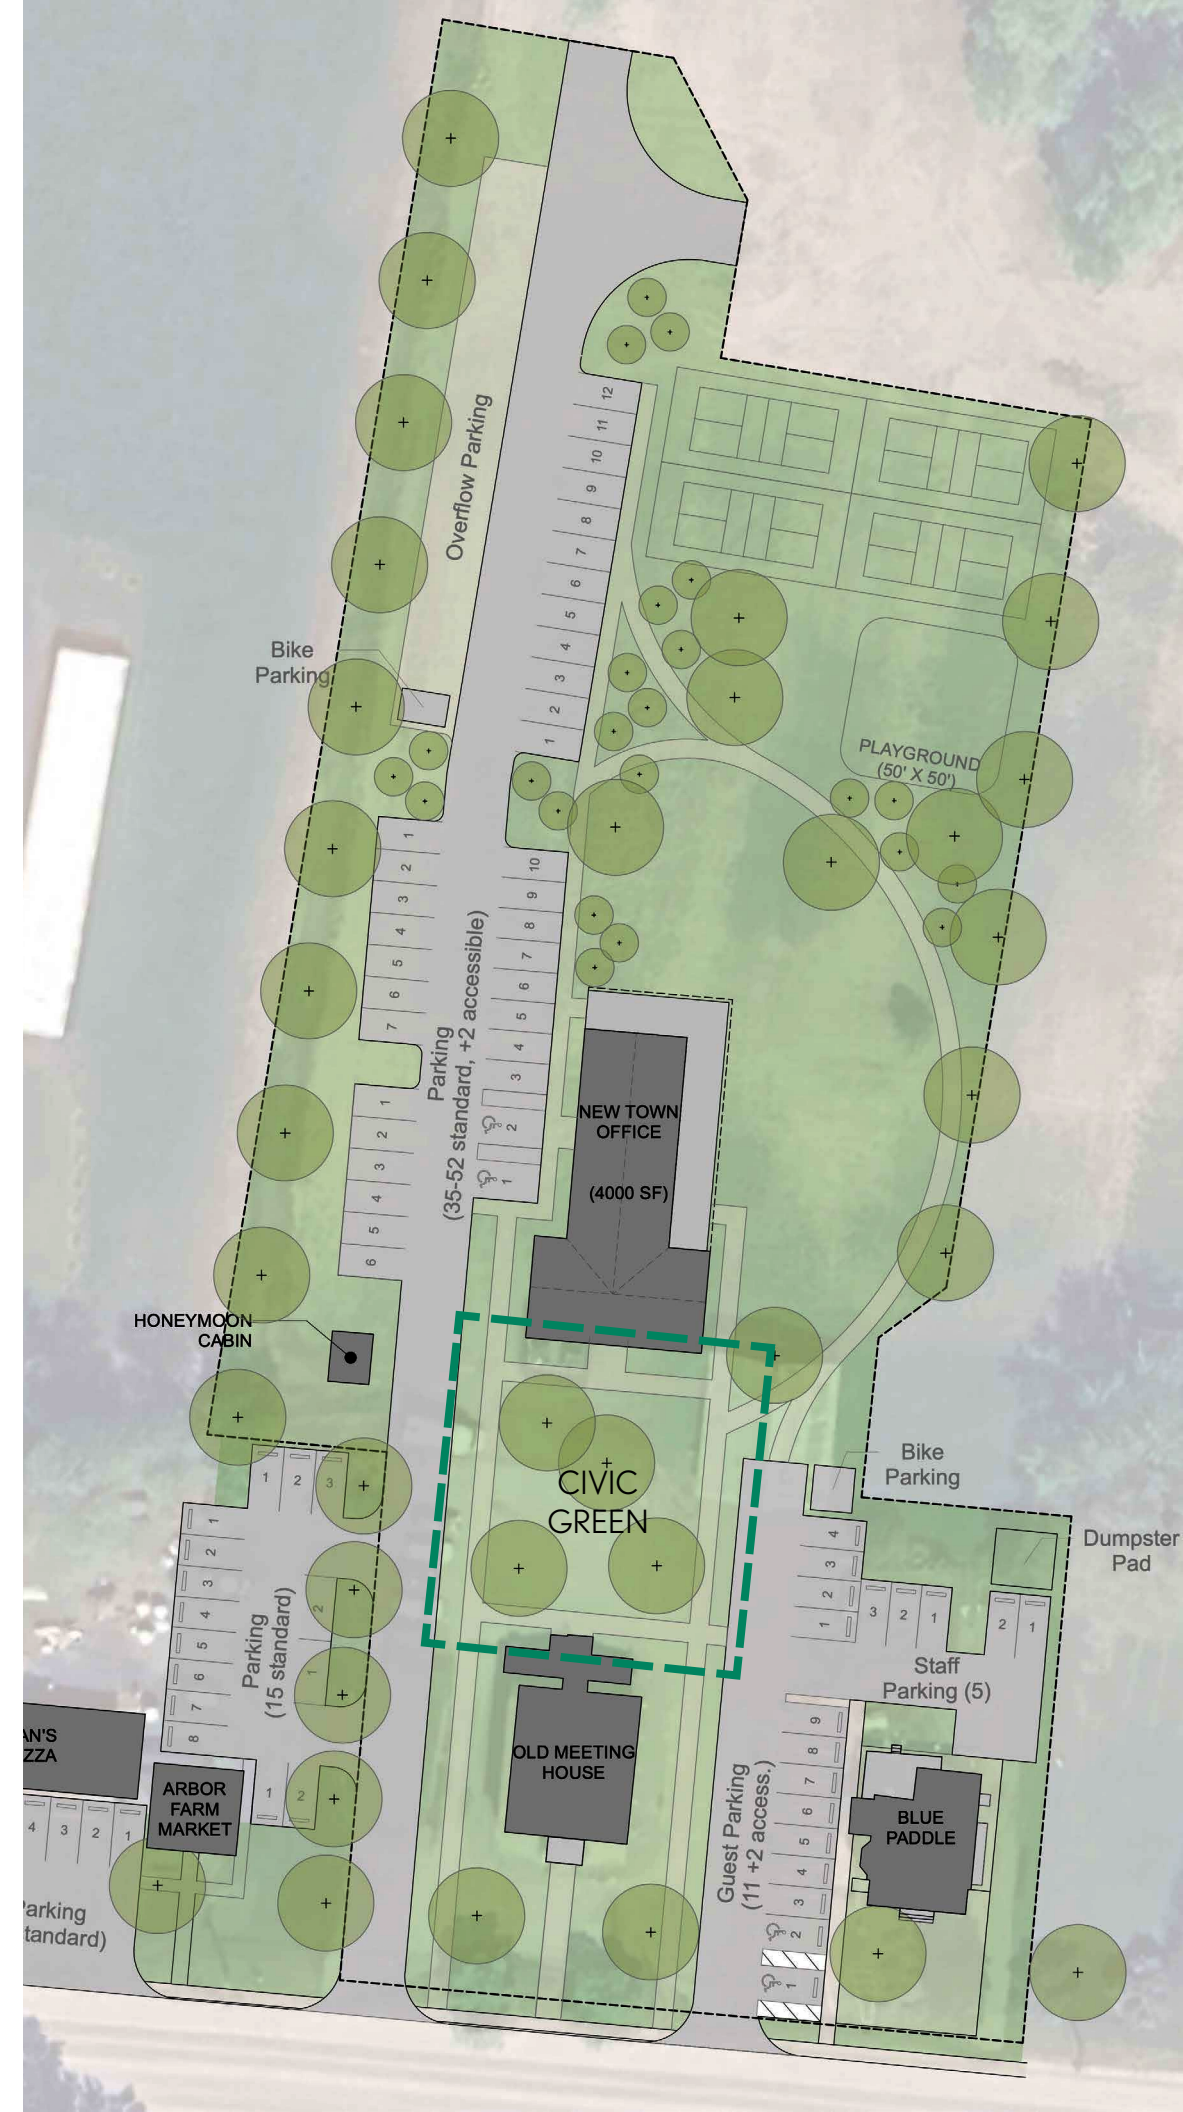 12
11
10
9
8
7
6
5
4
3
2
1
Overflow Parking
Bike
Parking
PLAYGROUND
(50' X 50')
1
2
3
4
5
6
7
10
9
8
7
6
5
4
3
2
1
Parking
(35-52 standard, +2 accessible)
1
2
3
4
5
6
NEW TOWN
OFFICE
(4000 SF)
HONEYMOON
CABIN
CIVIC
GREEN
Bike
Parking
Dumpster
Pad
1
2
3
1
2
3
4
5
6
7
8
2
1
1
2
Parking
(15 standard)
4
3
2
1
3
2
1
2
1
Staff
Parking (5)
9
8
7
6
5
4
3
2
1
Guest Parking
(11 +2 access.)
OLD MEETING
HOUSE
BLUE
PADDLE
AN'S
ZZA
ARBOR
FARM
MARKET
4
3
2
1
Parking
tandard)